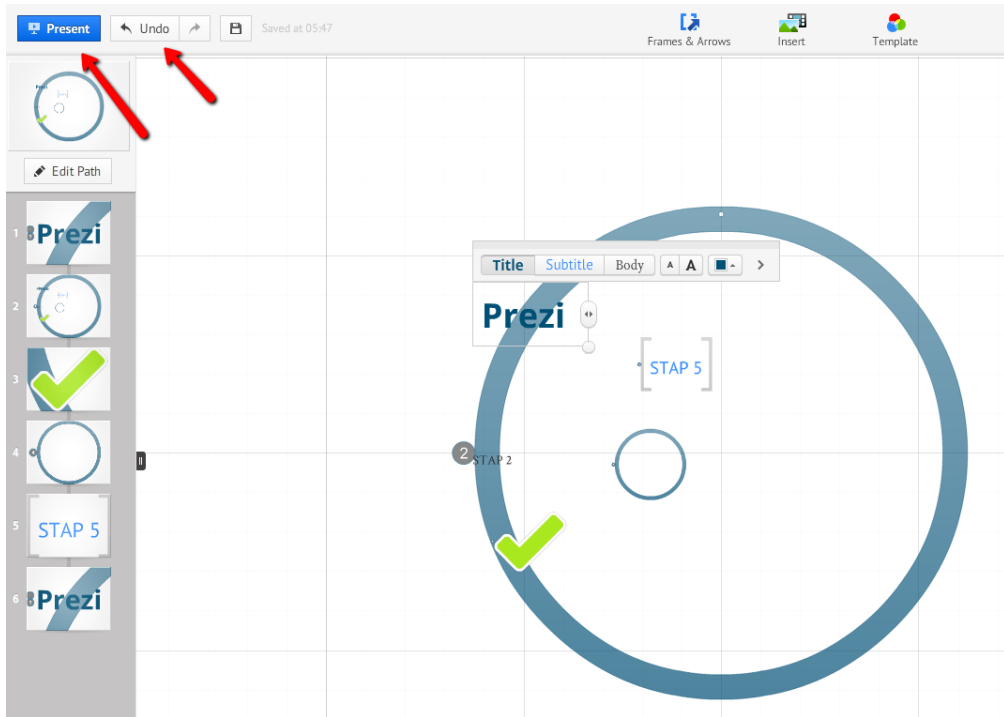 Present Undo Saved at 05:47
Frames & Arrows Insert Template
Edit Path
1 Prezi
2
3
4
5 STAP 5
6 Prezi
Title Subtitle Body A A
Prezi
STAP 5
2 STAP 2